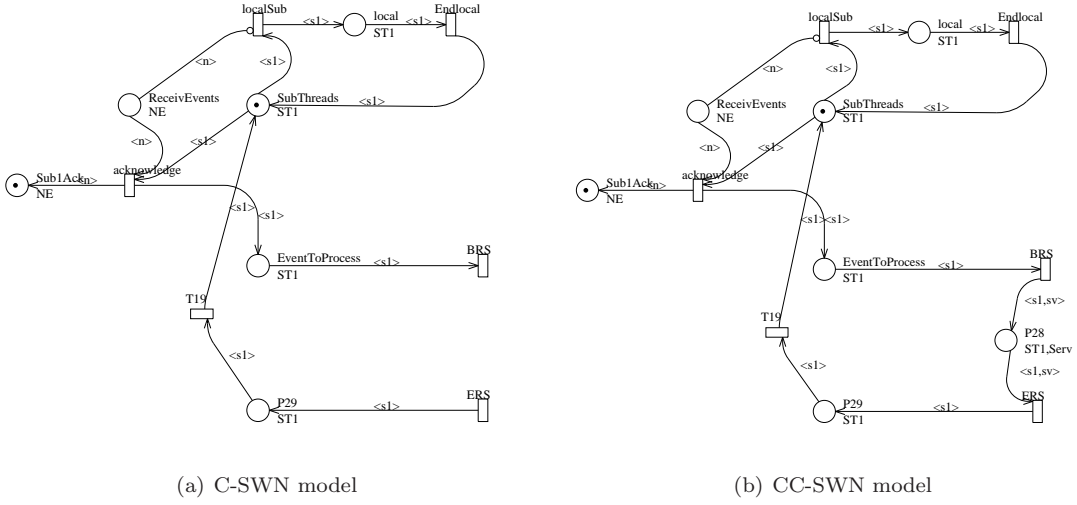 localSub
<s1>
local
ST1
<s1>
Endlocal
<n>
<s1>
ReceivEvents
NE
SubThreads
ST1
<s1>
<n>
<s1>
acknowledge
Sub1Ack
<n>
NE
<s1>
<s1>
EventToProcess
ST1
<s1>
BRS
T19
<s1>
P29
ST1
<s1>
ERS
(a) C-SWN model
localSub
<s1>
local
ST1
<s1>
Endlocal
<n>
<s1>
ReceivEvents
NE
SubThreads
ST1
<s1>
<n>
<s1>
acknowledge
Sub1Ack
<n>
NE
<s1>
<s1>
EventToProcess
ST1
<s1>
BRS
<s1,sv>
T19
P28
ST1,Serv
<s1>
<s1,sv>
P29
ST1
<s1>
ERS
(b) CC-SWN model